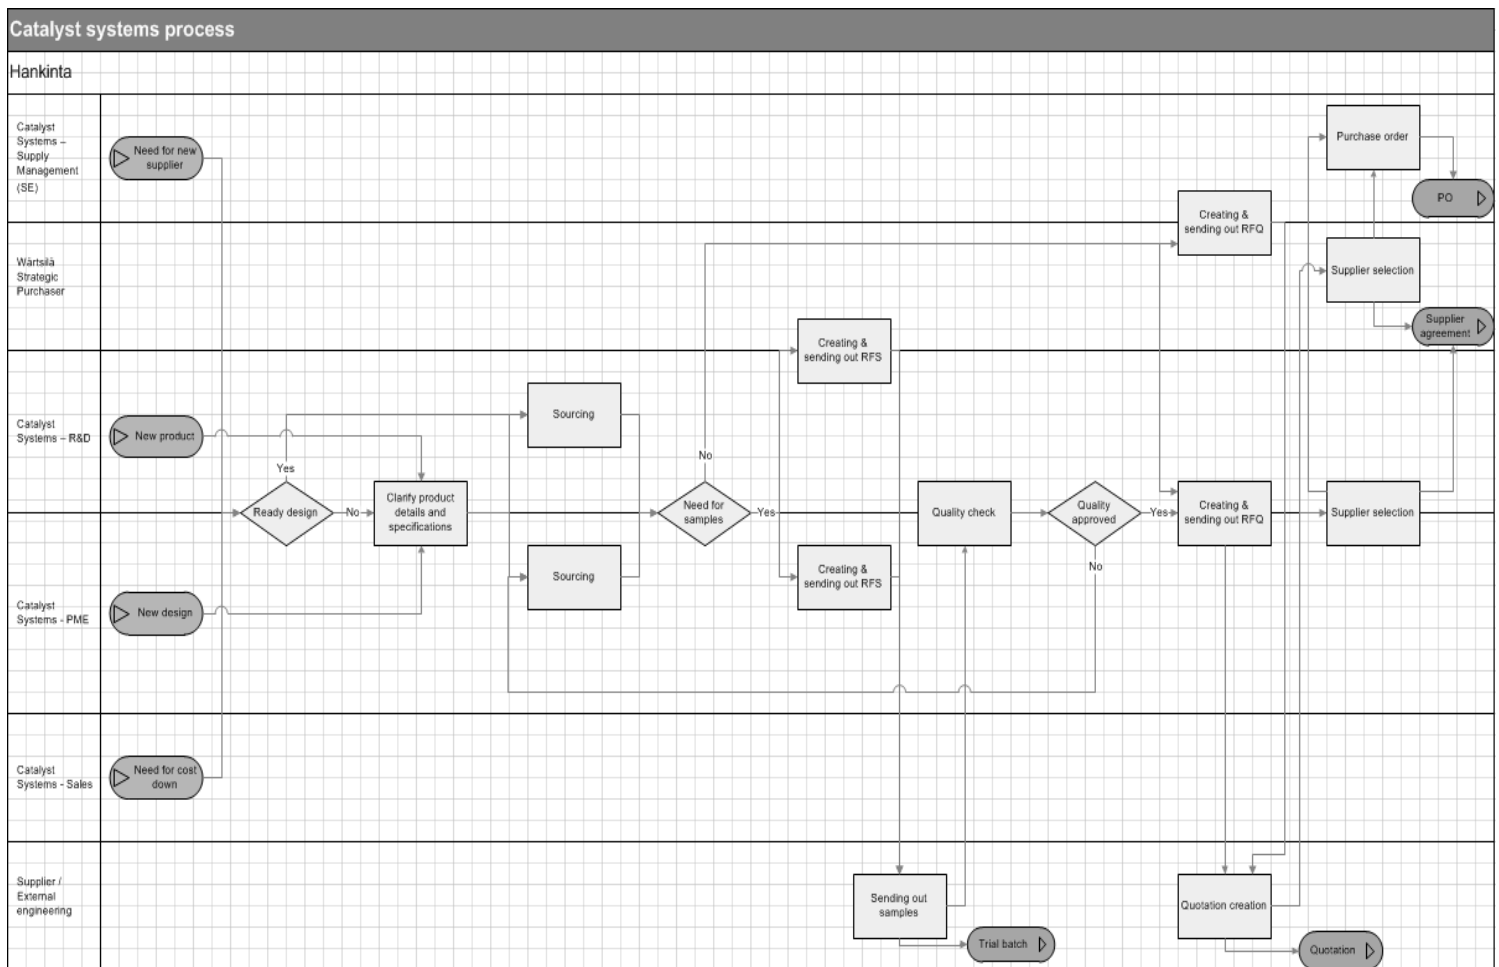 Catalyst systems process
Hankinta
Catalyst
Systems –
Supply
Management
(SE)
Need for new
supplier
Purchase order
PO
Creating &
sending out RFQ
Wärtsilä
Strategic
Purchaser
Supplier selection
Supplier
agreement
Creating &
sending out RFS
Catalyst
Systems – R&D
New product
Sourcing
Yes
No
Ready design
No
Clarify product
details and
specifications
Need for
samples
Yes
Quality check
Quality
approved
Yes
Creating &
sending out RFQ
Supplier selection
No
Sourcing
Creating &
sending out RFS
Catalyst
Systems - PME
New design
Catalyst
Systems - Sales
Need for cost
down
Supplier /
External
engineering
Sending out
samples
Trial batch
Quotation creation
Quotation